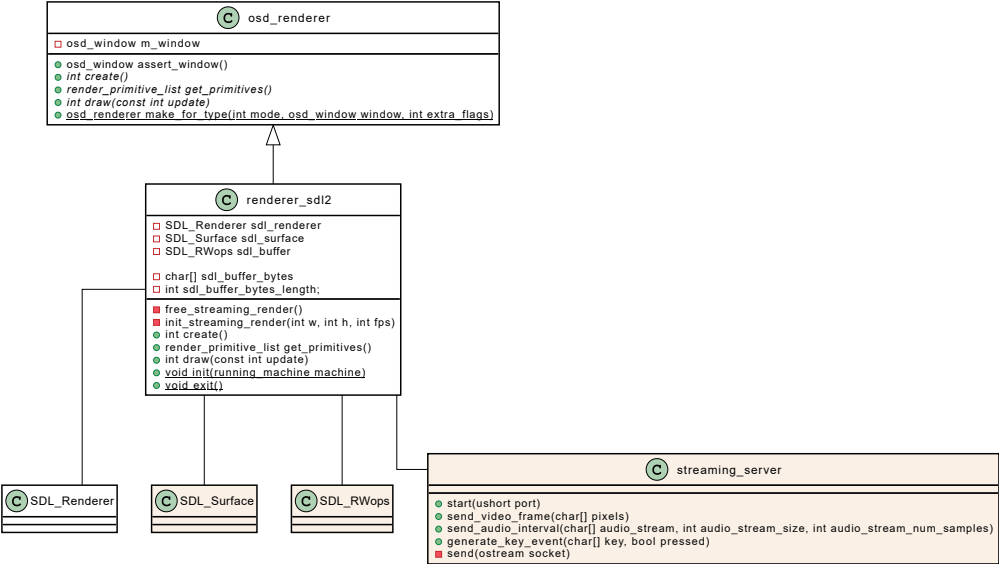 C osd_renderer
osd_window m_window
osd_window assert_window()
int create()
render_primitive_list get_primitives()
int draw(const int update)
osd_renderer make_for_type(int mode, osd_window window, int extra_flags)
C renderer_sdl2
SDL_Renderer sdl_renderer
SDL_Surface sdl_surface
SDL_RWops sdl_buffer
char[] sdl_buffer_bytes
int sdl_buffer_bytes_length;
free_streaming_render()
init_streaming_render(int w, int h, int fps)
int create()
render_primitive_list get_primitives()
int draw(const int update)
void init(running_machine machine)
void exit()
C SDL_Renderer
C SDL_Surface
C SDL_RWops
C streaming_server
start(ushort port)
send_video_frame(char[] pixels)
send_audio_interval(char[] audio_stream, int audio_stream_size, int audio_stream_num_samples)
generate_key_event(char[] key, bool pressed)
send(ostream socket)